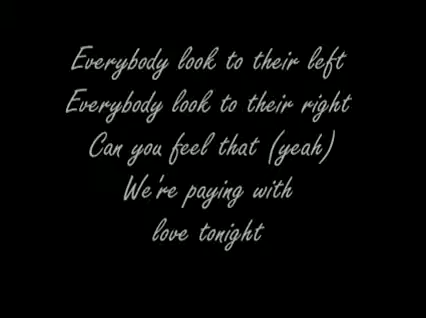 Everybody look to their left
Everybody look to their right
Can you feel that (yeah)
We're paying with
love tonight